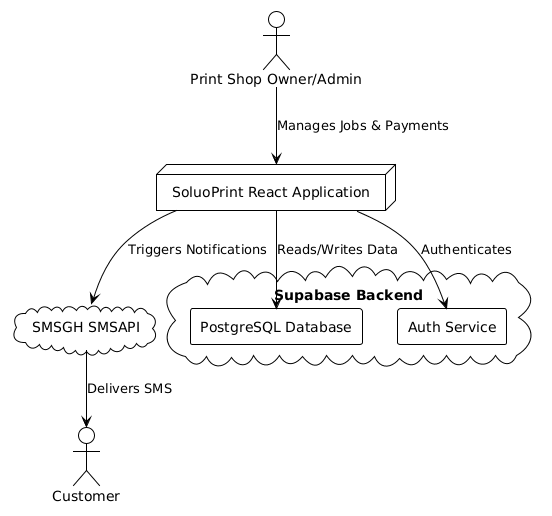 Print Shop Owner/Admin
Manages Jobs & Payments
SoluoPrint React Application
Triggers Notifications
Reads/Writes Data
Authenticates
Supabase Backend
SMSGH SMSAPI
PostgreSQL Database
Auth Service
Delivers SMS
Customer